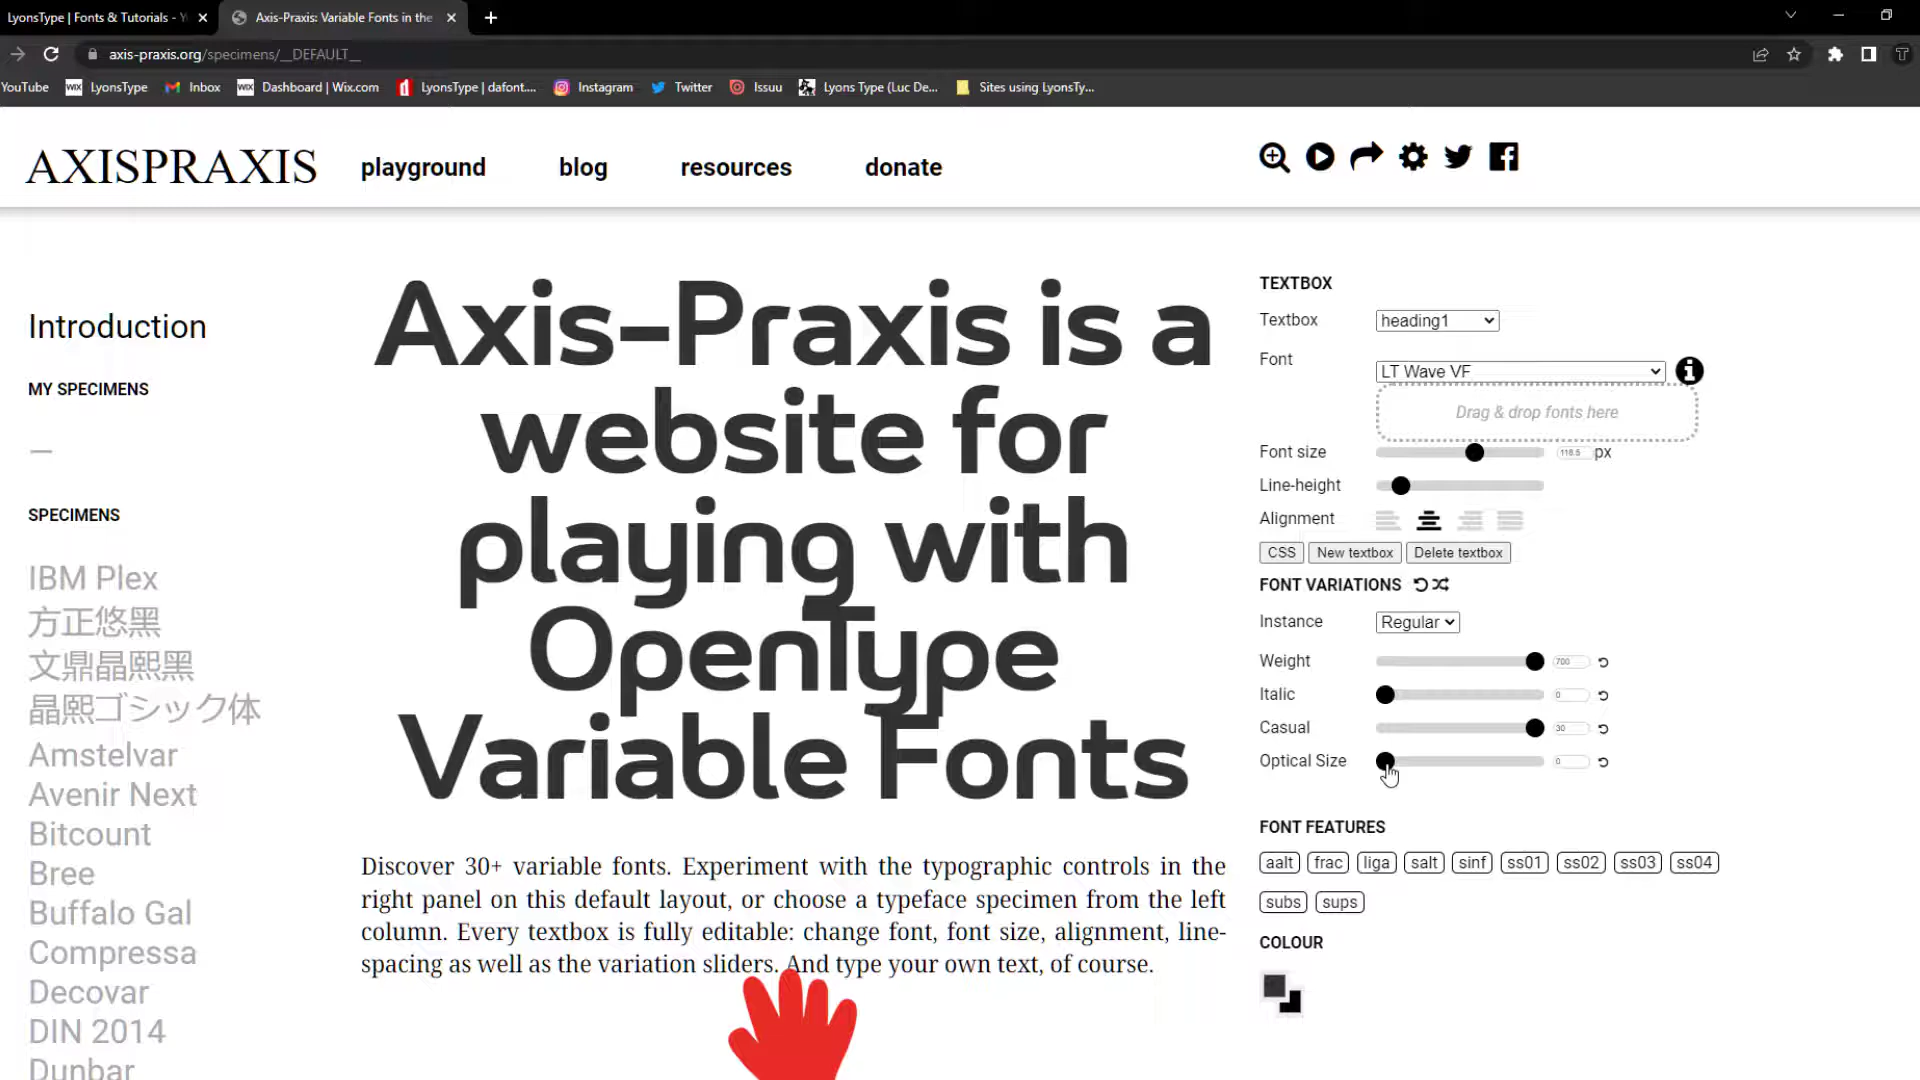 LyonsType | Fonts & Tutorials -
Axis-Praxis: Variable Fonts in the
axis-praxis.org/specimens/__DEFAULT__
YouTube
LyonsType
Inbox
Dashboard | Wix.com
LyonsType | dafont....
Instagram
Twitter
Issuu
Lyons Type (Luc De...
Sites using LyonsTy...
AXISPRAXIS
playground
blog
resources
donate
Introduction
MY SPECIMENS
—
SPECIMENS
IBM Plex
方正悠黑
文鼎晶熙黑
晶熙ゴシック体
Amstelvar
Avenir Next
Bitcount
Bree
Buffalo Gal
Compressa
Decovar
DIN 2014
Dunbar
Axis-Praxis is a
website for
playing with
OpenType
Variable Fonts
Discover 30+ variable fonts. Experiment with the typographic controls in the
right panel on this default layout, or choose a typeface specimen from the left
column. Every textbox is fully editable: change font, font size, alignment, line-
spacing as well as the variation sliders. And type your own text, of course.
TEXTBOX
Textbox heading1
Font LT Wave VF
Drag & drop fonts here
Font size 118.5 px
Line-height
Alignment
CSS New textbox Delete textbox
FONT VARIATIONS
Instance Regular
Weight 700
Italic 0
Casual 30
Optical Size 0
FONT FEATURES
aalt frac liga salt sinf ss01 ss02 ss03 ss04
subs sups
COLOUR